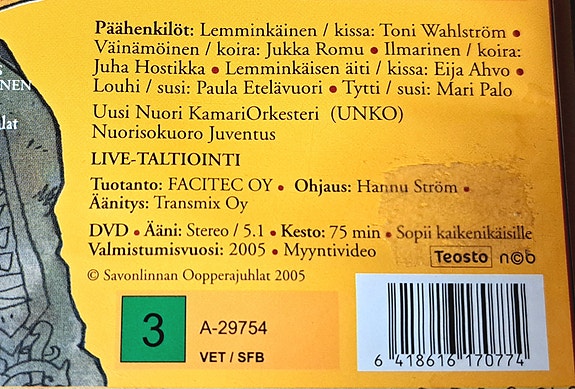 NEN
lat
Päähenkilöt: Lemminkäinen / kissa: Toni Wahlström •
Väinämöinen / koira: Jukka Romu • Ilmarinen / koira:
Juha Hostikka • Lemminkäisen äiti / kissa: Eija Ahvo •
Louhi / susi: Paula Etelävuori • Tytti / susi: Mari Palo
Uusi Nuori KamariOrkesteri (UNKO)
Nuorisokuoro Juventus
LIVE-TALTIOINTI
Tuotanto: FACITEC OY • Ohjaus: Hannu Ström •
Äänitys: Transmix Oy
DVD • Ääni: Stereo / 5.1 • Kesto: 75 min • Sopii kaikenikäisille
Valmistumisvuosi: 2005 • Myyntivideo
Teosto n©b
© Savonlinnan Oopperajuhlat 2005
3 A-29754
VET / SFB
6 418616 170774